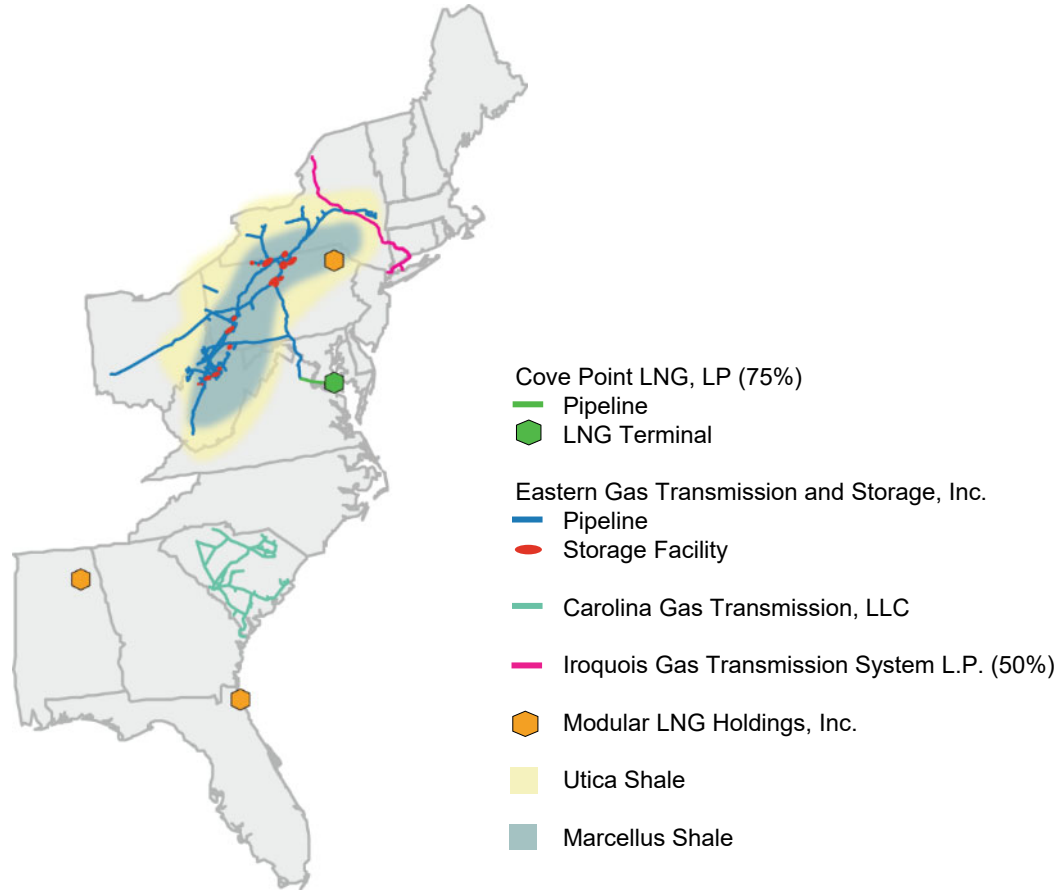 Cove Point LNG, LP (75%)
Pipeline
LNG Terminal
Eastern Gas Transmission and Storage, Inc.
Pipeline
Storage Facility
Carolina Gas Transmission, LLC
Iroquois Gas Transmission System L.P. (50%)
Modular LNG Holdings, Inc.
Utica Shale
Marcellus Shale